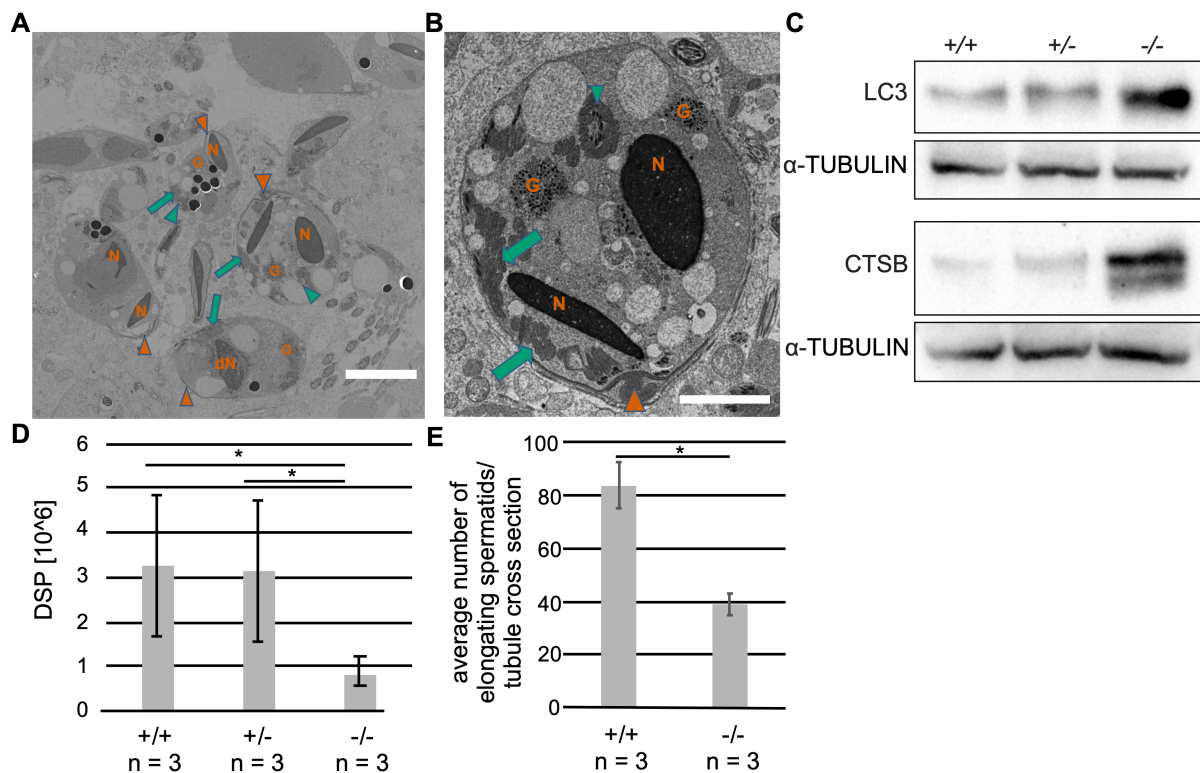 A
N
G
N
N
N
G
G
dN
B
G
N
G
N
C
+/+ +/- -/-
LC3
α-TUBULIN
CTSB
α-TUBULIN
D
6
5
4
3
2
1
0
DSP [10^6]
*
*
+/+ +/- -/-
n = 3 n = 3 n = 3
E
100
80
60
40
20
0
average number of
elongating spermatids/
tubule cross section
*
+/+ -/-
n = 3 n = 3